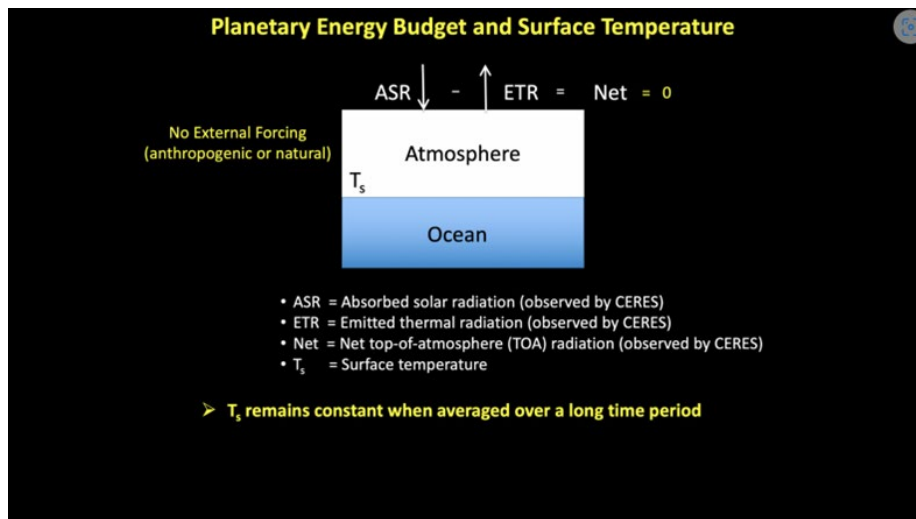 Planetary Energy Budget and Surface Temperature
ASR - ETR = Net = 0
No External Forcing
(anthropogenic or natural)
Atmosphere
Ts
Ocean
• ASR = Absorbed solar radiation (observed by CERES)
• ETR = Emitted thermal radiation (observed by CERES)
• Net = Net top-of-atmosphere (TOA) radiation (observed by CERES)
• Ts = Surface temperature
➢ Ts remains constant when averaged over a long time period